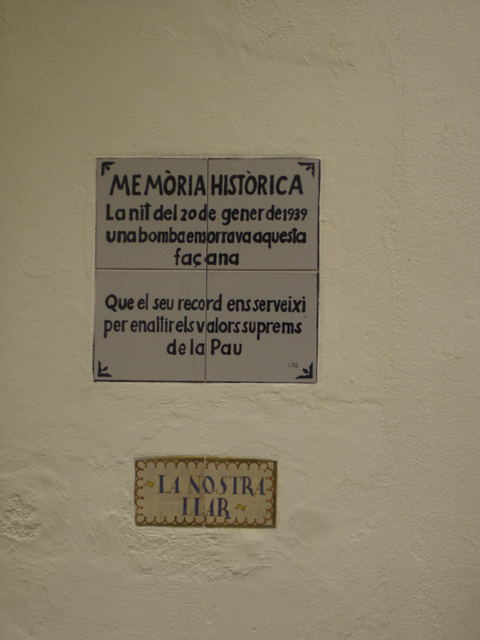 MEMÒRIA HISTÒRICA
La nit del 20 de gener de 1939
una bomba ensorrava aquesta
façana
Que el seu record ens serveixi
per enaltir els valors suprems
de la Pau
LA NOSTRA
LLAR